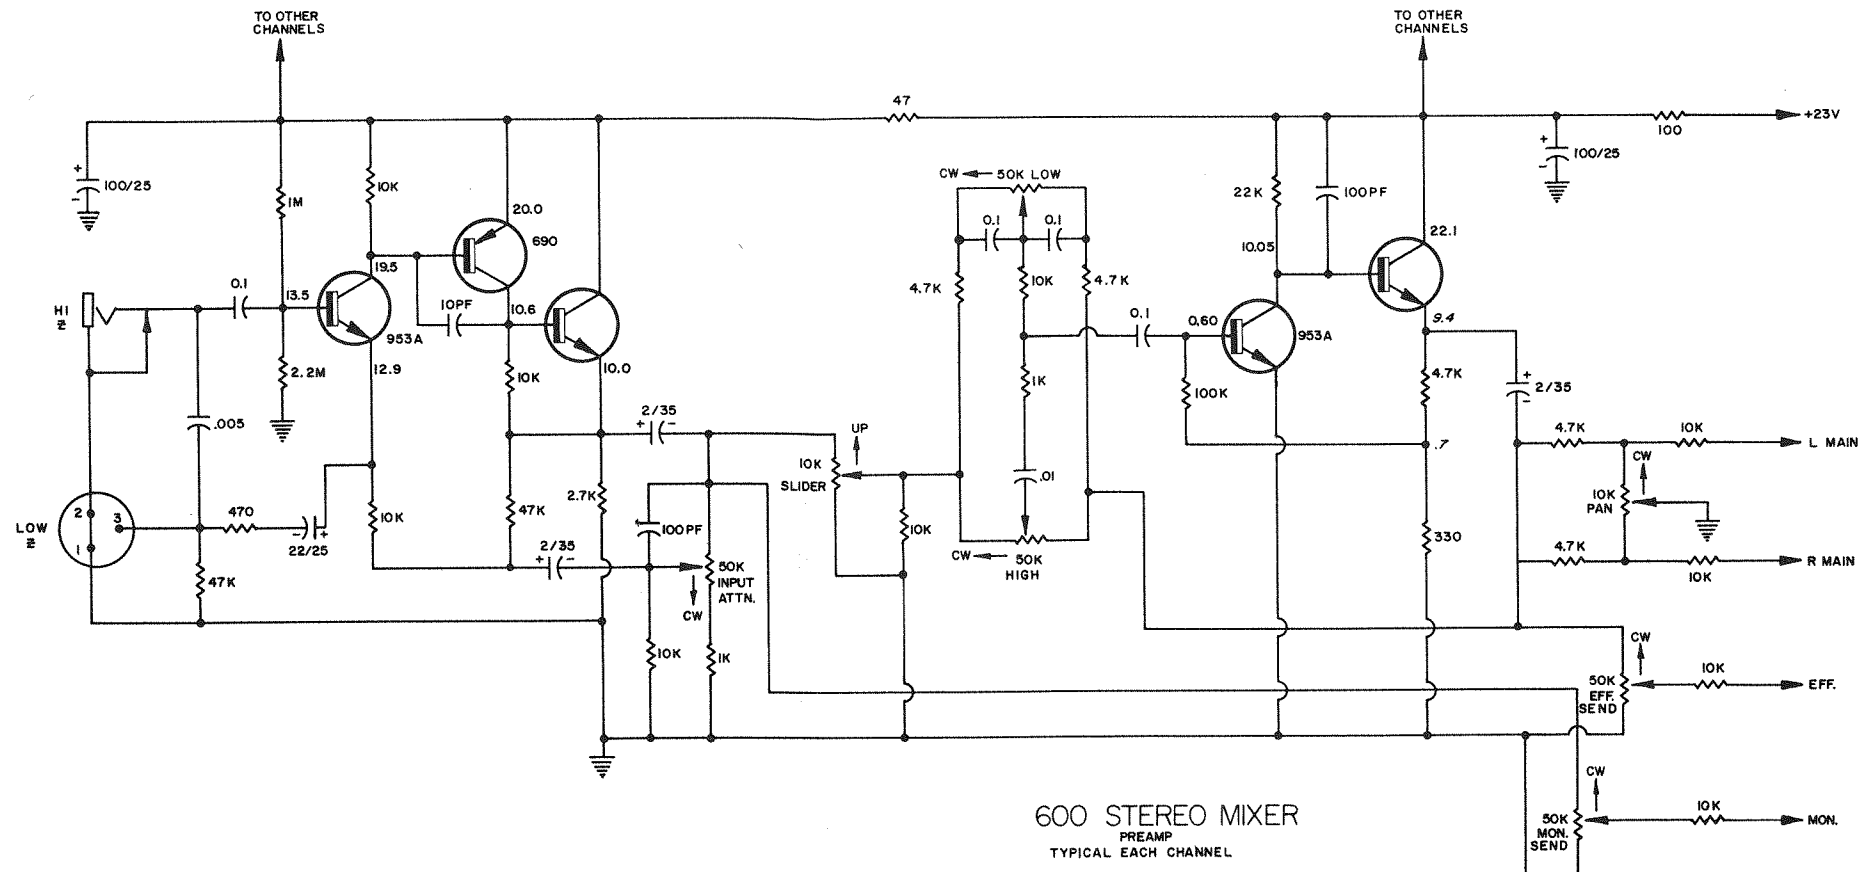 TO OTHER
CHANNELS
TO OTHER
CHANNELS
47
+23V
100
+
100/25
-
1M
10K
20.0
690
19.5
CW
50K LOW
0.1
0.1
22K
100PF
+
100/25
-
22.1
10.05
HI
Z
0.1
13.5
953A
10PF
10.6
4.7K
10K
4.7K
0.1
0.60
953A
9.4
2.2M
12.9
10K
10.0
1K
100K
4.7K
+
2/35
-
.005
+
2/35
-
UP
10K
SLIDER
.7
4.7K
10K
L MAIN
CW
10K
PAN
.01
LOW
Z
2
3
1
470
-
22/25
+
10K
47K
2.7K
100PF
10K
330
47K
+
2/35
-
50K
INPUT
ATTN.
CW
CW
50K
HIGH
4.7K
10K
R MAIN
10K
1K
CW
50K
EFF.
SEND
10K
EFF.
CW
50K
MON.
SEND
10K
MON.
600 STEREO MIXER
PREAMP
TYPICAL EACH CHANNEL